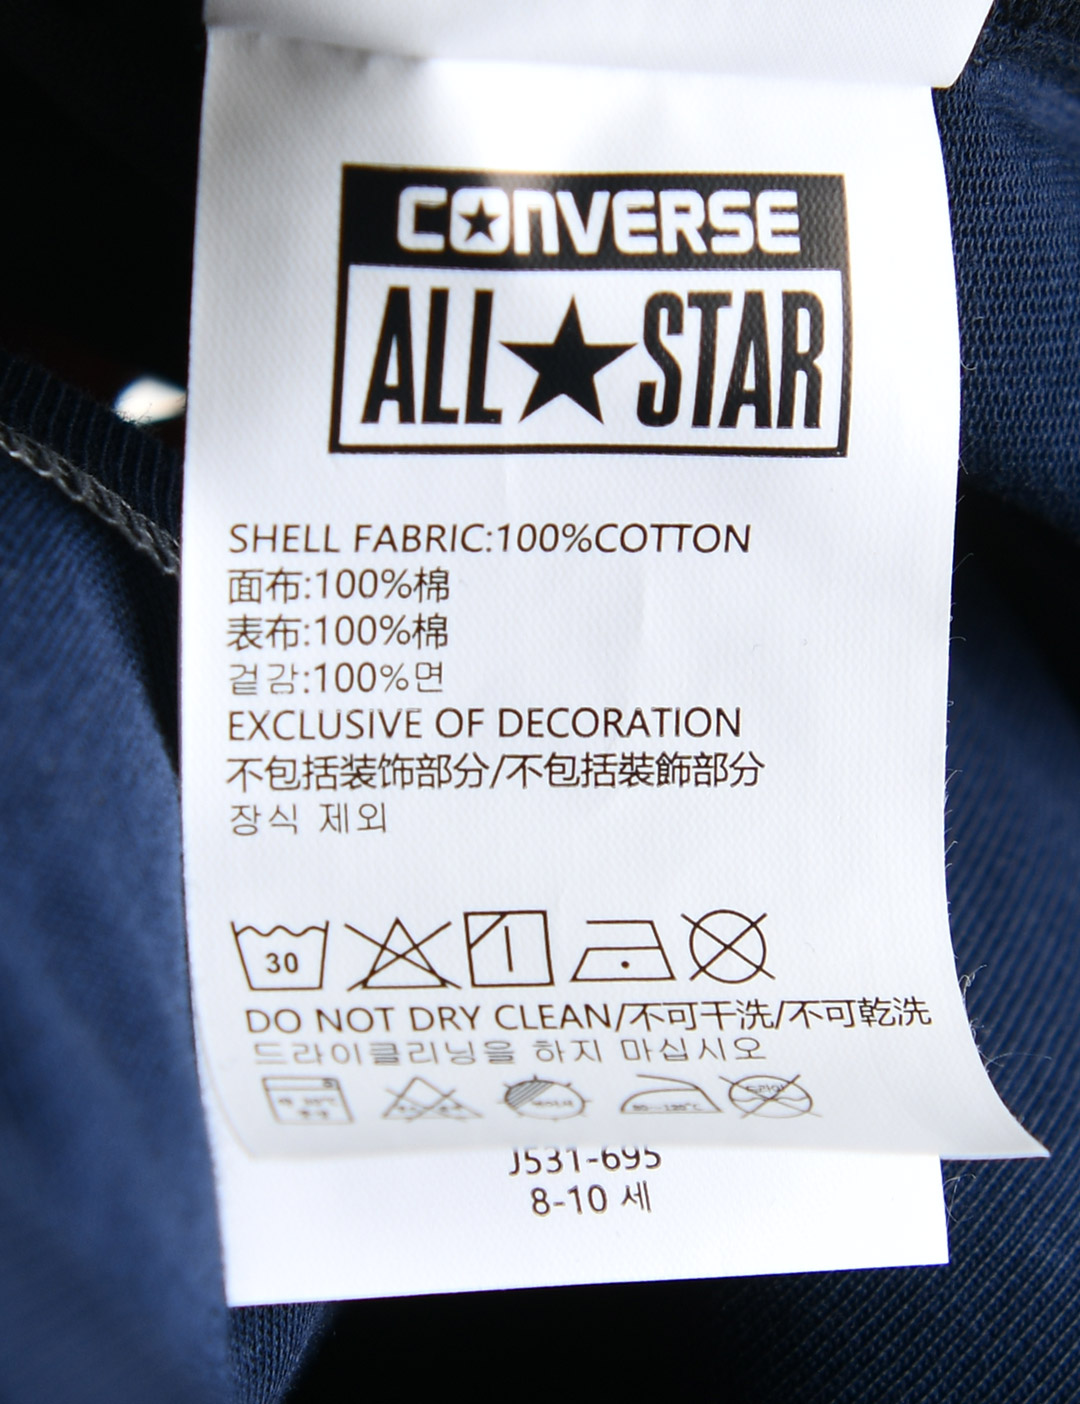 CONVERSE
ALL★STAR
SHELL FABRIC:100%COTTON
面布:100%棉
表布:100%棉
겉감:100%면
EXCLUSIVE OF DECORATION
不包括装饰部分/不包括裝飾部分
장식 제외
30
DO NOT DRY CLEAN/不可干洗/不可乾洗
드라이클리닝을 하지 마십시오
드라이
J531-695
8-10 세